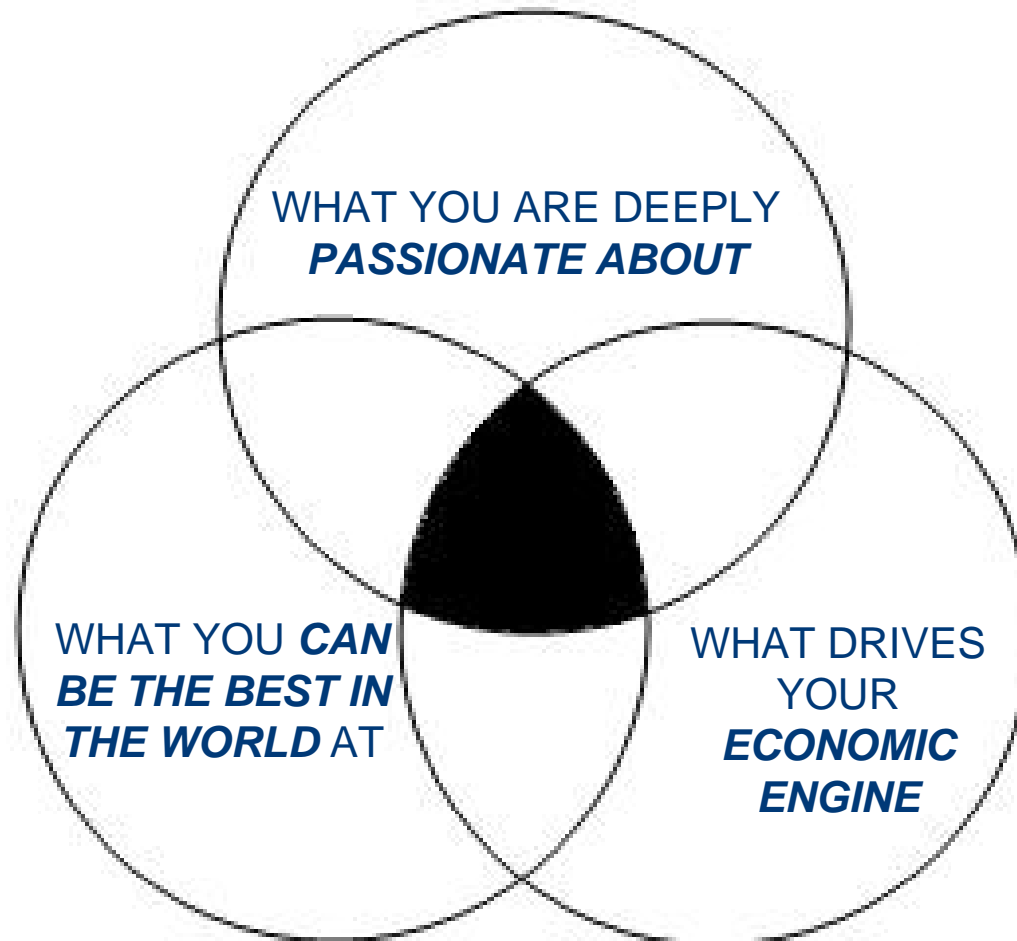 WHAT YOU ARE DEEPLY
PASSIONATE ABOUT
WHAT YOU CAN
BE THE BEST IN
THE WORLD AT
WHAT DRIVES
YOUR
ECONOMIC
ENGINE